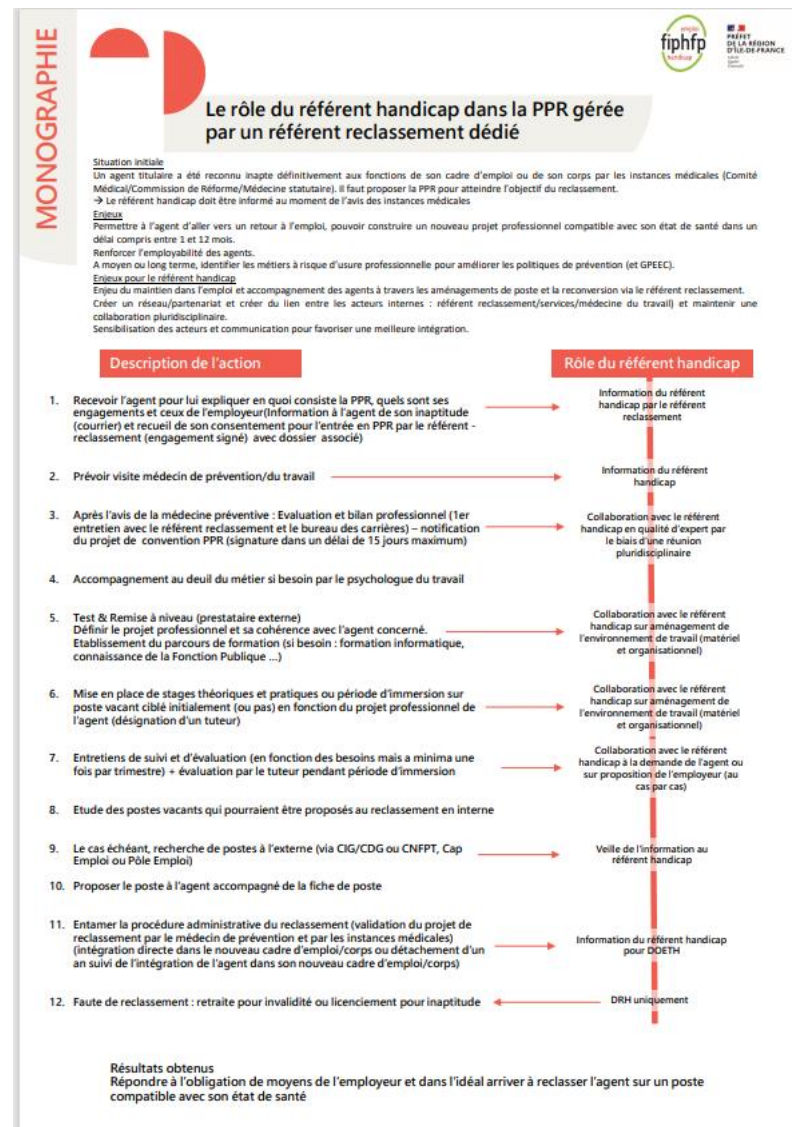 MONOGRAPHIE
emploi
fiphfp
handicap
PRÉFET
DE LA RÉGION
D'ÎLE-DE-FRANCE
Liberté
Égalité
Fraternité
Le rôle du référent handicap dans la PPR gérée
par un référent reclassement dédié
Situation initiale
Un agent titulaire a été reconnu inapte définitivement aux fonctions de son cadre d'emploi ou de son corps par les instances médicales (Comité
Médical/Commission de Réforme/Médecine statutaire). Il faut proposer la PPR pour atteindre l'objectif du reclassement.
→ Le référent handicap doit être informé au moment de l'avis des instances médicales
Enjeux
Permettre à l'agent d'aller vers un retour à l'emploi, pouvoir construire un nouveau projet professionnel compatible avec son état de santé dans un
délai compris entre 1 et 12 mois.
Renforcer l'employabilité des agents.
A moyen ou long terme, identifier les métiers à risque d'usure professionnelle pour améliorer les politiques de prévention (et GPEEC).
Enjeux pour le référent handicap
Enjeu du maintien dans l'emploi et accompagnement des agents à travers les aménagements de poste et la reconversion via le référent reclassement.
Créer un réseau/partenariat et créer du lien entre les acteurs internes : référent reclassement/services/médecine du travail) et maintenir une
collaboration pluridisciplinaire.
Sensibilisation des acteurs et communication pour favoriser une meilleure intégration.
Description de l'action
Rôle du référent handicap
1. Recevoir l'agent pour lui expliquer en quoi consiste la PPR, quels sont ses
engagements et ceux de l'employeur(Information à l'agent de son inaptitude
(courrier) et recueil de son consentement pour l'entrée en PPR par le référent -
reclassement (engagement signé) avec dossier associé)
Information du référent
handicap par le référent
reclassement
2. Prévoir visite médecin de prévention/du travail
Information du référent
handicap
3. Après l'avis de la médecine préventive : Evaluation et bilan professionnel (1er
entretien avec le référent reclassement et le bureau des carrières) – notification
du projet de convention PPR (signature dans un délai de 15 jours maximum)
Collaboration avec le référent
handicap en qualité d'expert par
le biais d'une réunion
pluridisciplinaire
4. Accompagnement au deuil du métier si besoin par le psychologue du travail
5. Test & Remise à niveau (prestataire externe)
Définir le projet professionnel et sa cohérence avec l'agent concerné.
Etablissement du parcours de formation (si besoin : formation informatique,
connaissance de la Fonction Publique ...)
Collaboration avec le référent
handicap sur aménagement de
l'environnement de travail (matériel
et organisationnel)
6. Mise en place de stages théoriques et pratiques ou période d'immersion sur
poste vacant ciblé initialement (ou pas) en fonction du projet professionnel de
l'agent (désignation d'un tuteur)
Collaboration avec le référent
handicap sur aménagement de
l'environnement de travail (matériel
et organisationnel)
7. Entretiens de suivi et d'évaluation (en fonction des besoins mais a minima une
fois par trimestre) + évaluation par le tuteur pendant période d'immersion
Collaboration avec le référent
handicap à la demande de l'agent ou
sur proposition de l'employeur (au
cas par cas)
8. Etude des postes vacants qui pourraient être proposés au reclassement en interne
9. Le cas échéant, recherche de postes à l'externe (via CIG/CDG ou CNFPT, Cap
Emploi ou Pôle Emploi)
Veille de l'information au
référent handicap
10. Proposer le poste à l'agent accompagné de la fiche de poste
11. Entamer la procédure administrative du reclassement (validation du projet de
reclassement par le médecin de prévention et par les instances médicales)
(intégration directe dans le nouveau cadre d'emploi/corps ou détachement d'un
an suivi de l'intégration de l'agent dans son nouveau cadre d'emploi/corps)
Information du référent handicap
pour DOETH
12. Faute de reclassement : retraite pour invalidité ou licenciement pour inaptitude
DRH uniquement
Résultats obtenus
Répondre à l'obligation de moyens de l'employeur et dans l'idéal arriver à reclasser l'agent sur un poste
compatible avec son état de santé